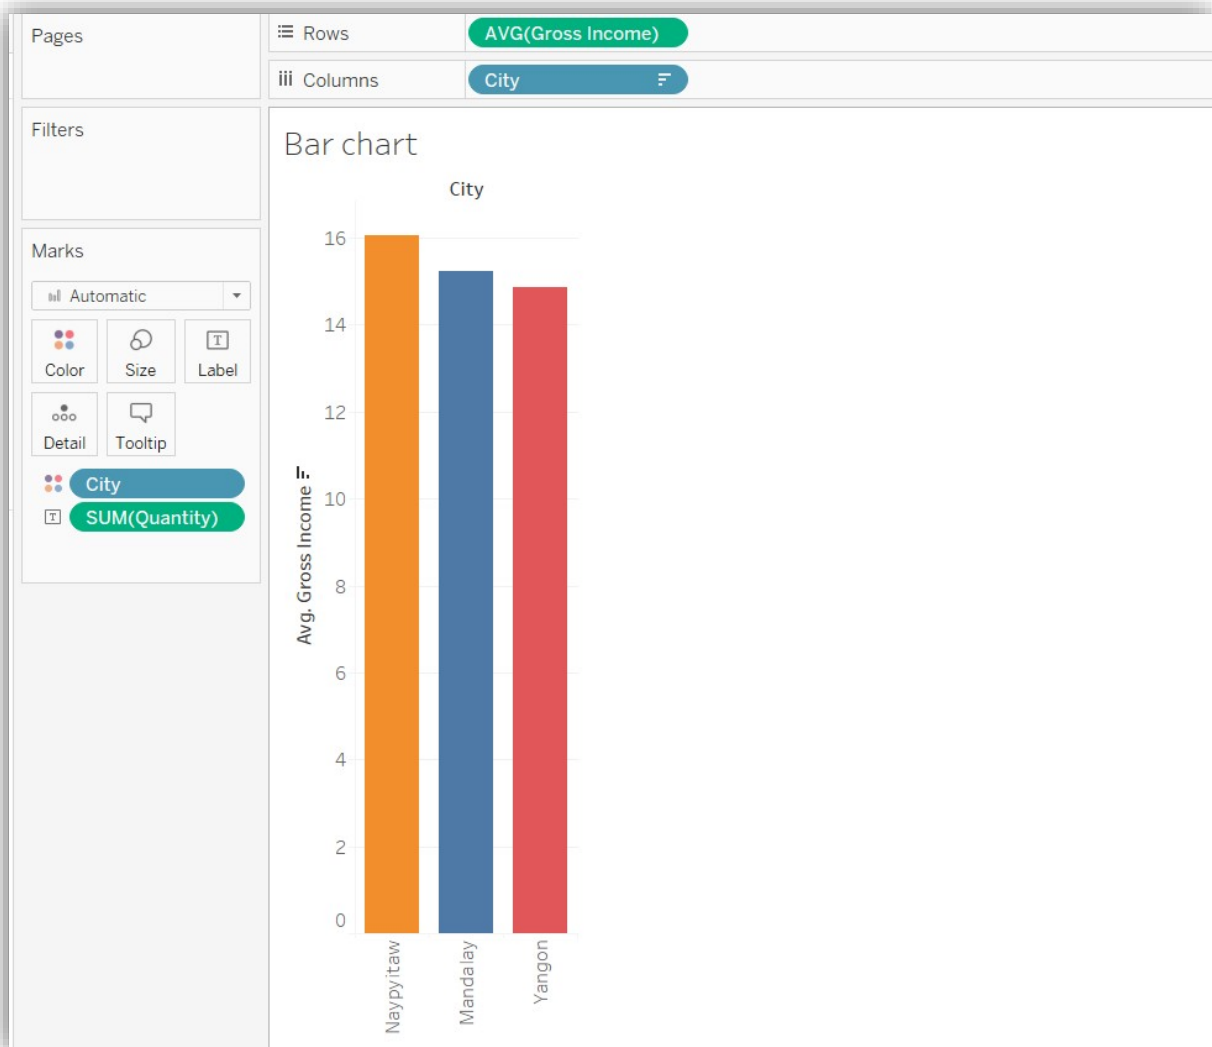 Pages
Rows
AVG(Gross Income)
Columns
City
Filters
Marks
Automatic
Color
Size
T
Label
Detail
Tooltip
City
T
SUM(Quantity)
Bar chart
City
Avg. Gross Income
16
14
12
10
8
6
4
2
0
Naypyitaw
Mandalay
Yangon